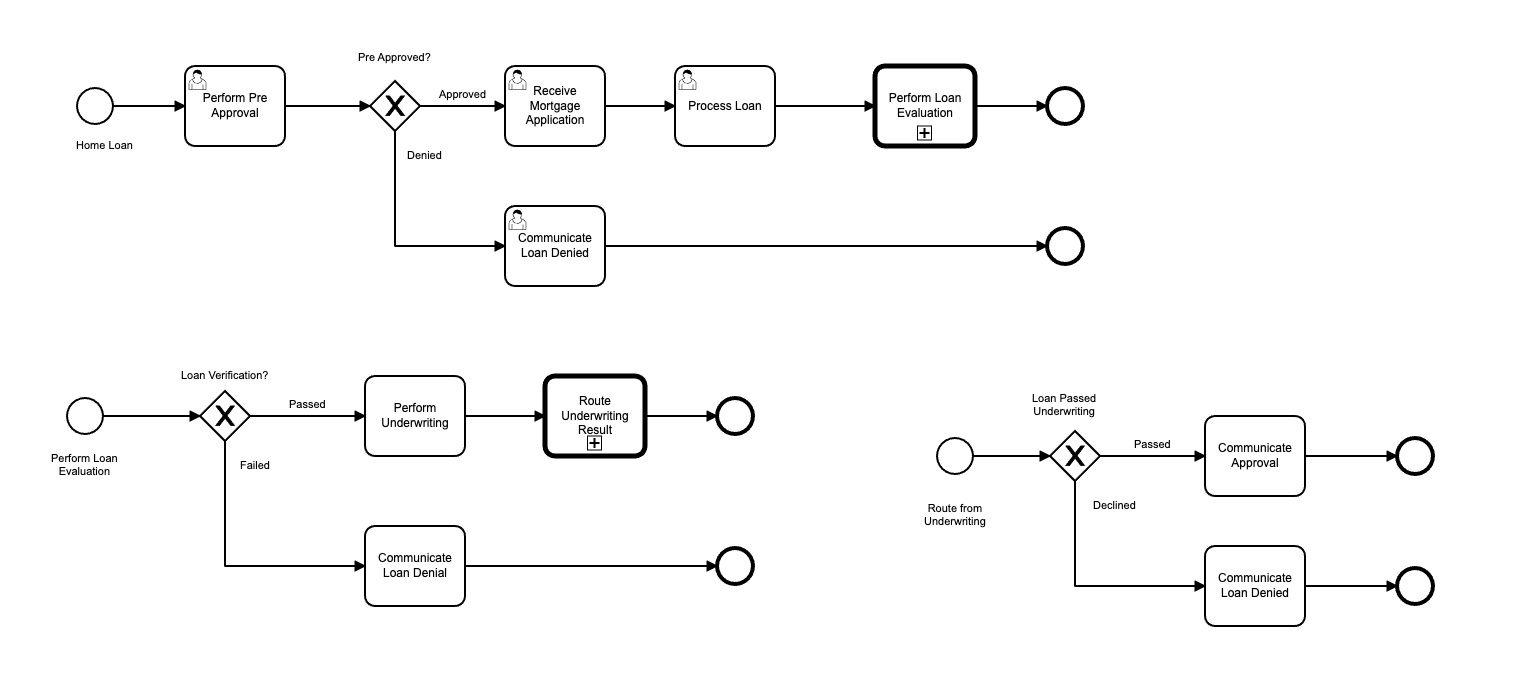 Pre Approved?
Home Loan
Perform Pre
Approval
X
Approved
Denied
Receive
Mortgage
Application
Process Loan
Perform Loan
Evaluation
Communicate
Loan Denied
Loan Verification?
Perform Loan
Evaluation
X
Passed
Failed
Perform
Underwriting
Route
Underwriting
Result
Communicate
Loan Denial
Loan Passed
Underwriting
Route from
Underwriting
X
Passed
Declined
Communicate
Approval
Communicate
Loan Denied